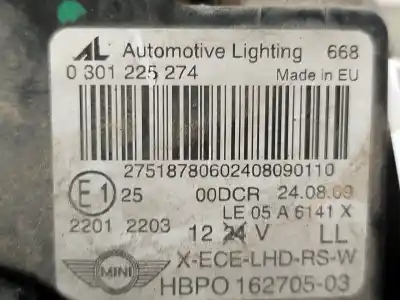 AL Automotive Lighting 668
0 301 225 274 Made in EU
27518780602408090110
E1 25 00DCR 24.08.09
LE 05 A 6141 X
2201 2203 12 24 V LL
MINI X-ECE-LHD-RS-W
HBPO 162705-03